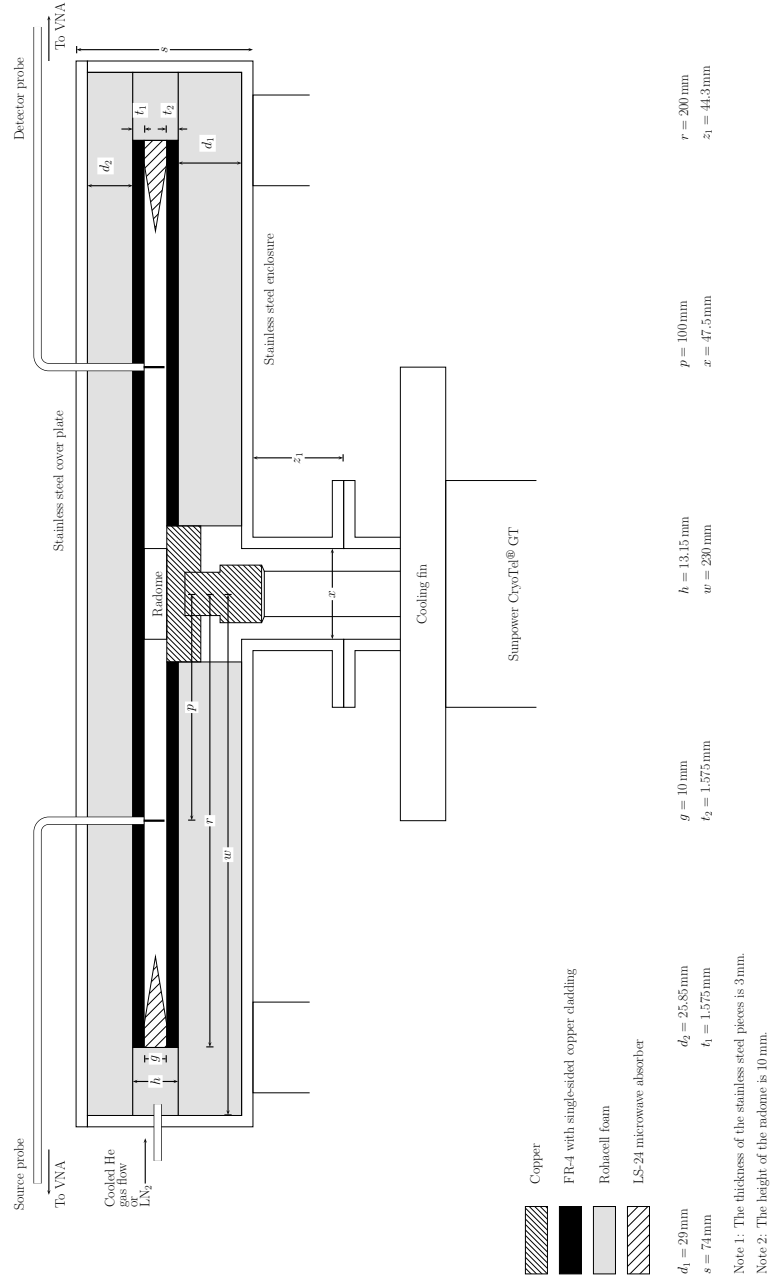 Source probe
To VNA
Detector probe
To VNA
Stainless steel cover plate
Cooled He
gas flow
or
LN2
Radome
h
g
d2
t1
t2
d1
s
p
r
w
x
z1
Stainless steel enclosure
Cooling fin
Sunpower CryoTel® GT
Copper
FR-4 with single-sided copper cladding
Rohacell foam
LS-24 microwave absorber
d1 = 29 mm
d2 = 25.85 mm
g = 10 mm
h = 13.15 mm
p = 100 mm
r = 200 mm
s = 74 mm
t1 = 1.575 mm
t2 = 1.575 mm
w = 230 mm
x = 47.5 mm
z1 = 44.3 mm
Note 1: The thickness of the stainless steel pieces is 3 mm.
Note 2: The height of the radome is 10 mm.